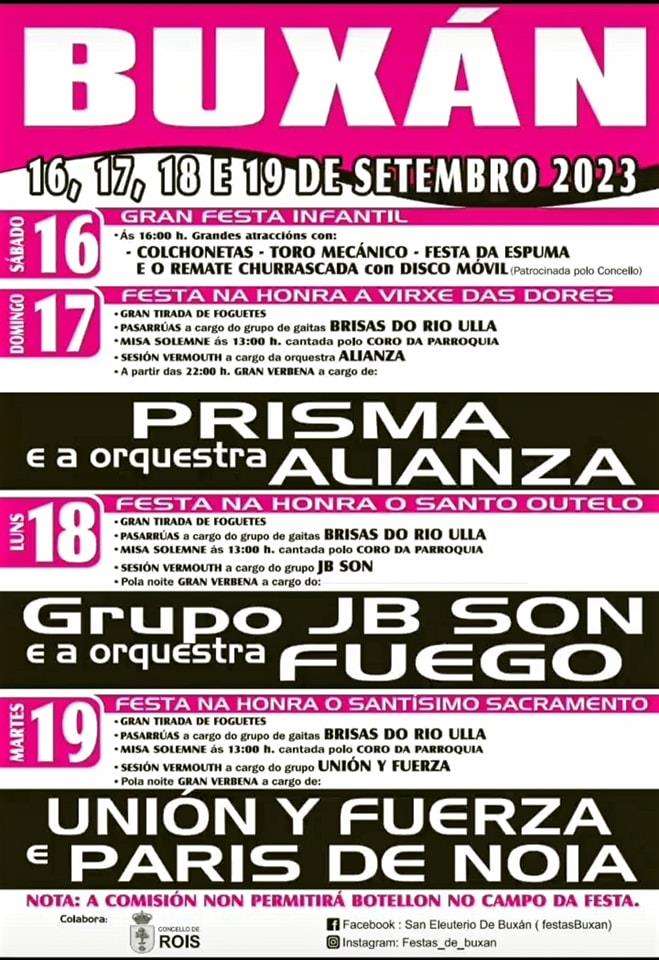 BUXÁN
16, 17, 18 E 19 DE SETEMBRO 2023
SÁBADO 16
GRAN FESTA INFANTIL
• Ás 16:00 h. Grandes atraccións con:
- COLCHONETAS - TORO MECÁNICO - FESTA DA ESPUMA
E O REMATE CHURRASCADA con DISCO MÓVIL (Patrocinada polo Concello)
DOMINGO 17
FESTA NA HONRA A VIRXE DAS DORES
• GRAN TIRADA DE FOGUETES
• PASARRÚAS a cargo do grupo de gaitas BRISAS DO RIO ULLA
• MISA SOLEMNE ás 13:00 h. cantada polo CORO DA PARROQUIA
• SESIÓN VERMOUTH a cargo da orquestra ALIANZA
• A partir das 22:00 h. GRAN VERBENA a cargo de:
PRISMA
e a orquestra ALIANZA
LUNS 18
FESTA NA HONRA O SANTO OUTELO
• GRAN TIRADA DE FOGUETES
• PASARRÚAS a cargo do grupo de gaitas BRISAS DO RIO ULLA
• MISA SOLEMNE ás 13:00 h. cantada polo CORO DA PARROQUIA
• SESIÓN VERMOUTH a cargo do grupo JB SON
• Pola noite GRAN VERBENA a cargo do:
Grupo JB SON
e a orquestra FUEGO
MARTES 19
FESTA NA HONRA O SANTÍSIMO SACRAMENTO
• GRAN TIRADA DE FOGUETES
• PASARRÚAS a cargo do grupo de gaitas BRISAS DO RIO ULLA
• MISA SOLEMNE ás 13:00 h. cantada polo CORO DA PARROQUIA
• SESIÓN VERMOUTH a cargo do grupo UNIÓN Y FUERZA
• Pola noite GRAN VERBENA a cargo de:
UNIÓN Y FUERZA
E PARIS DE NOIA
NOTA: A COMISIÓN NON PERMITIRÁ BOTELLON NO CAMPO DA FESTA.
Colabora:
CONCELLO DE
ROIS
Facebook : San Eleuterio De Buxán ( festasBuxan)
Instagram: Festas_de_buxan